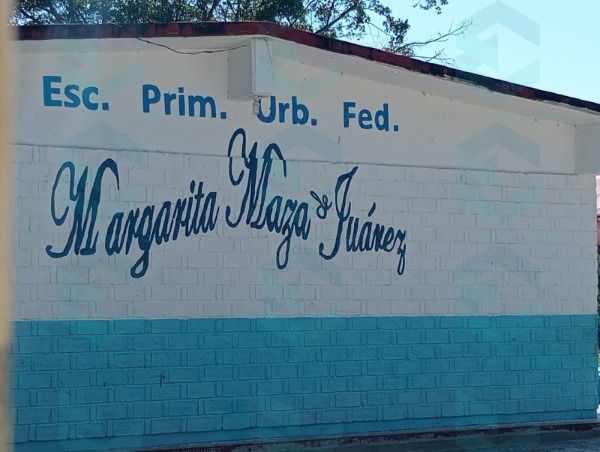 Esc. Prim. Urb. Fed.
Margarita Maza de Juárez